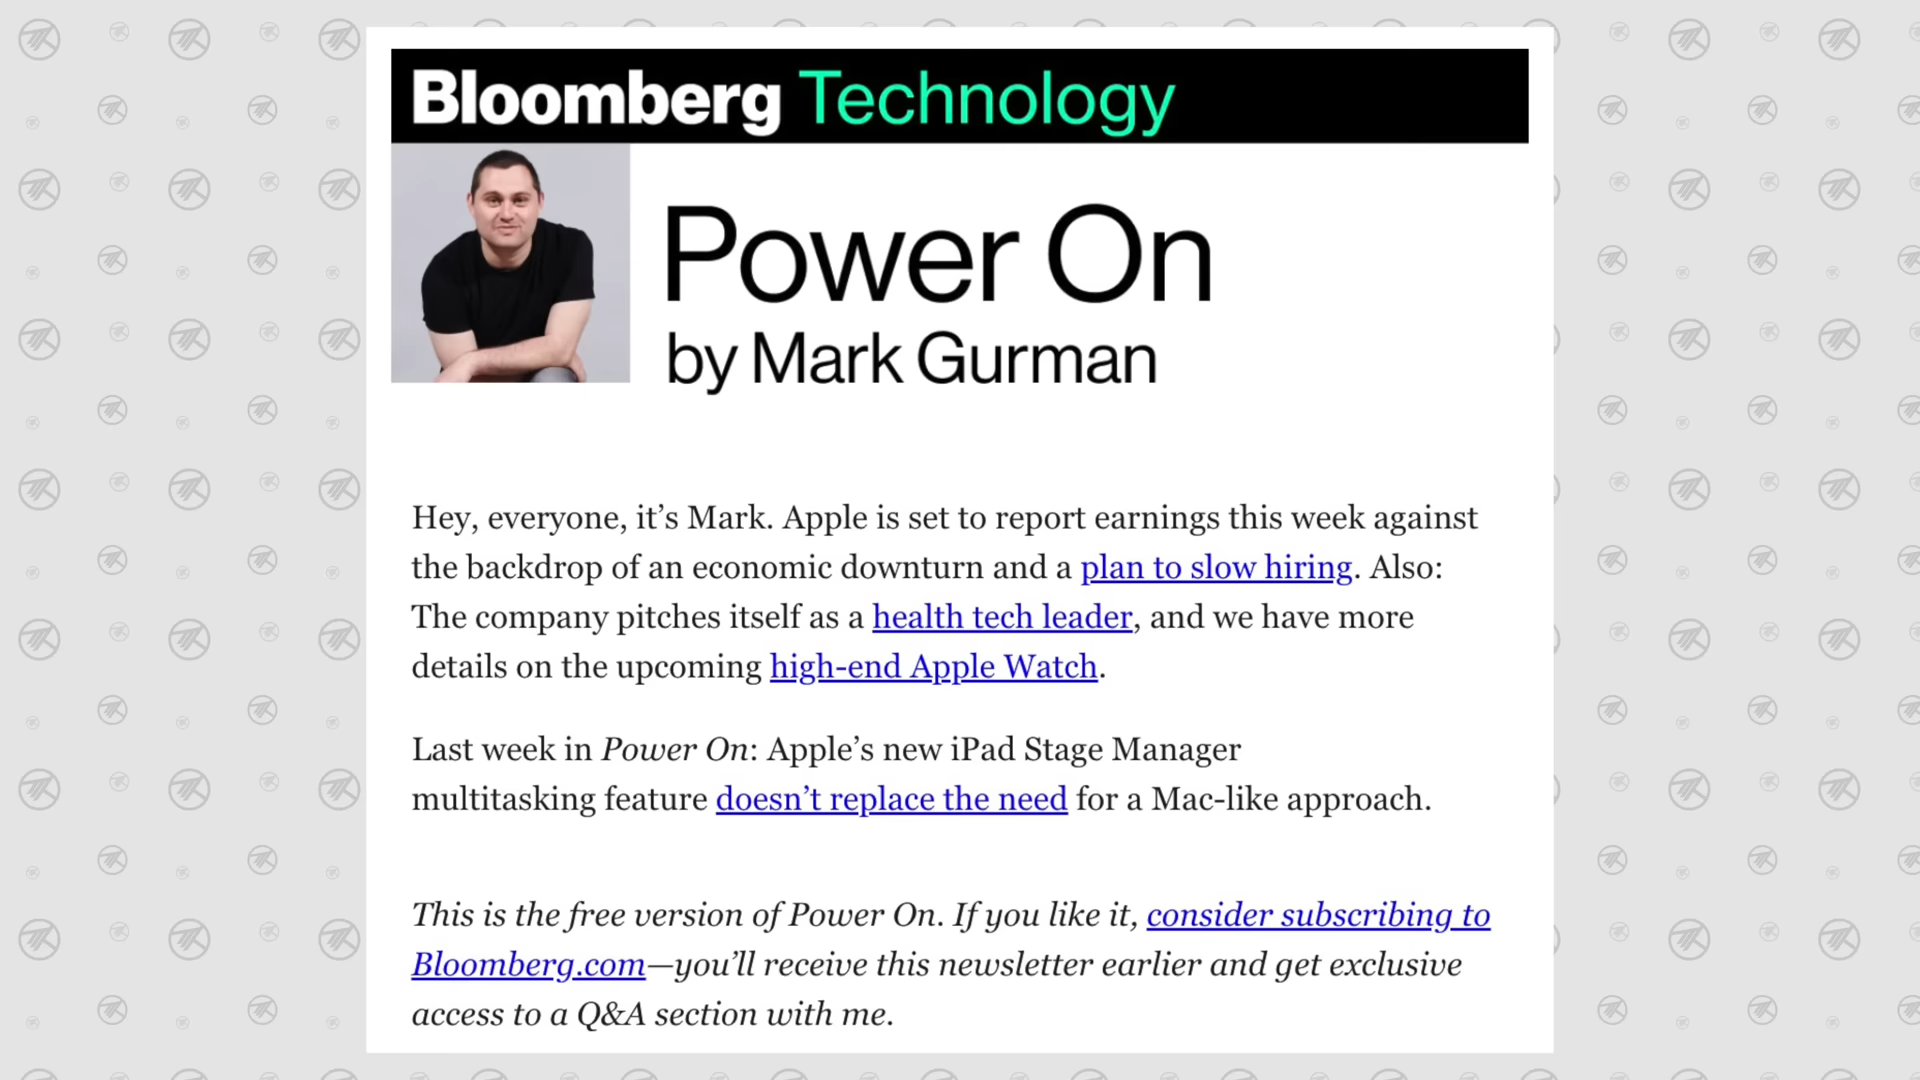 Bloomberg Technology
Power On
by Mark Gurman
Hey, everyone, it’s Mark. Apple is set to report earnings this week against
the backdrop of an economic downturn and a plan to slow hiring. Also:
The company pitches itself as a health tech leader, and we have more
details on the upcoming high-end Apple Watch.
Last week in Power On: Apple’s new iPad Stage Manager
multitasking feature doesn’t replace the need for a Mac-like approach.
This is the free version of Power On. If you like it, consider subscribing to
Bloomberg.com—you’ll receive this newsletter earlier and get exclusive
access to a Q&A section with me.